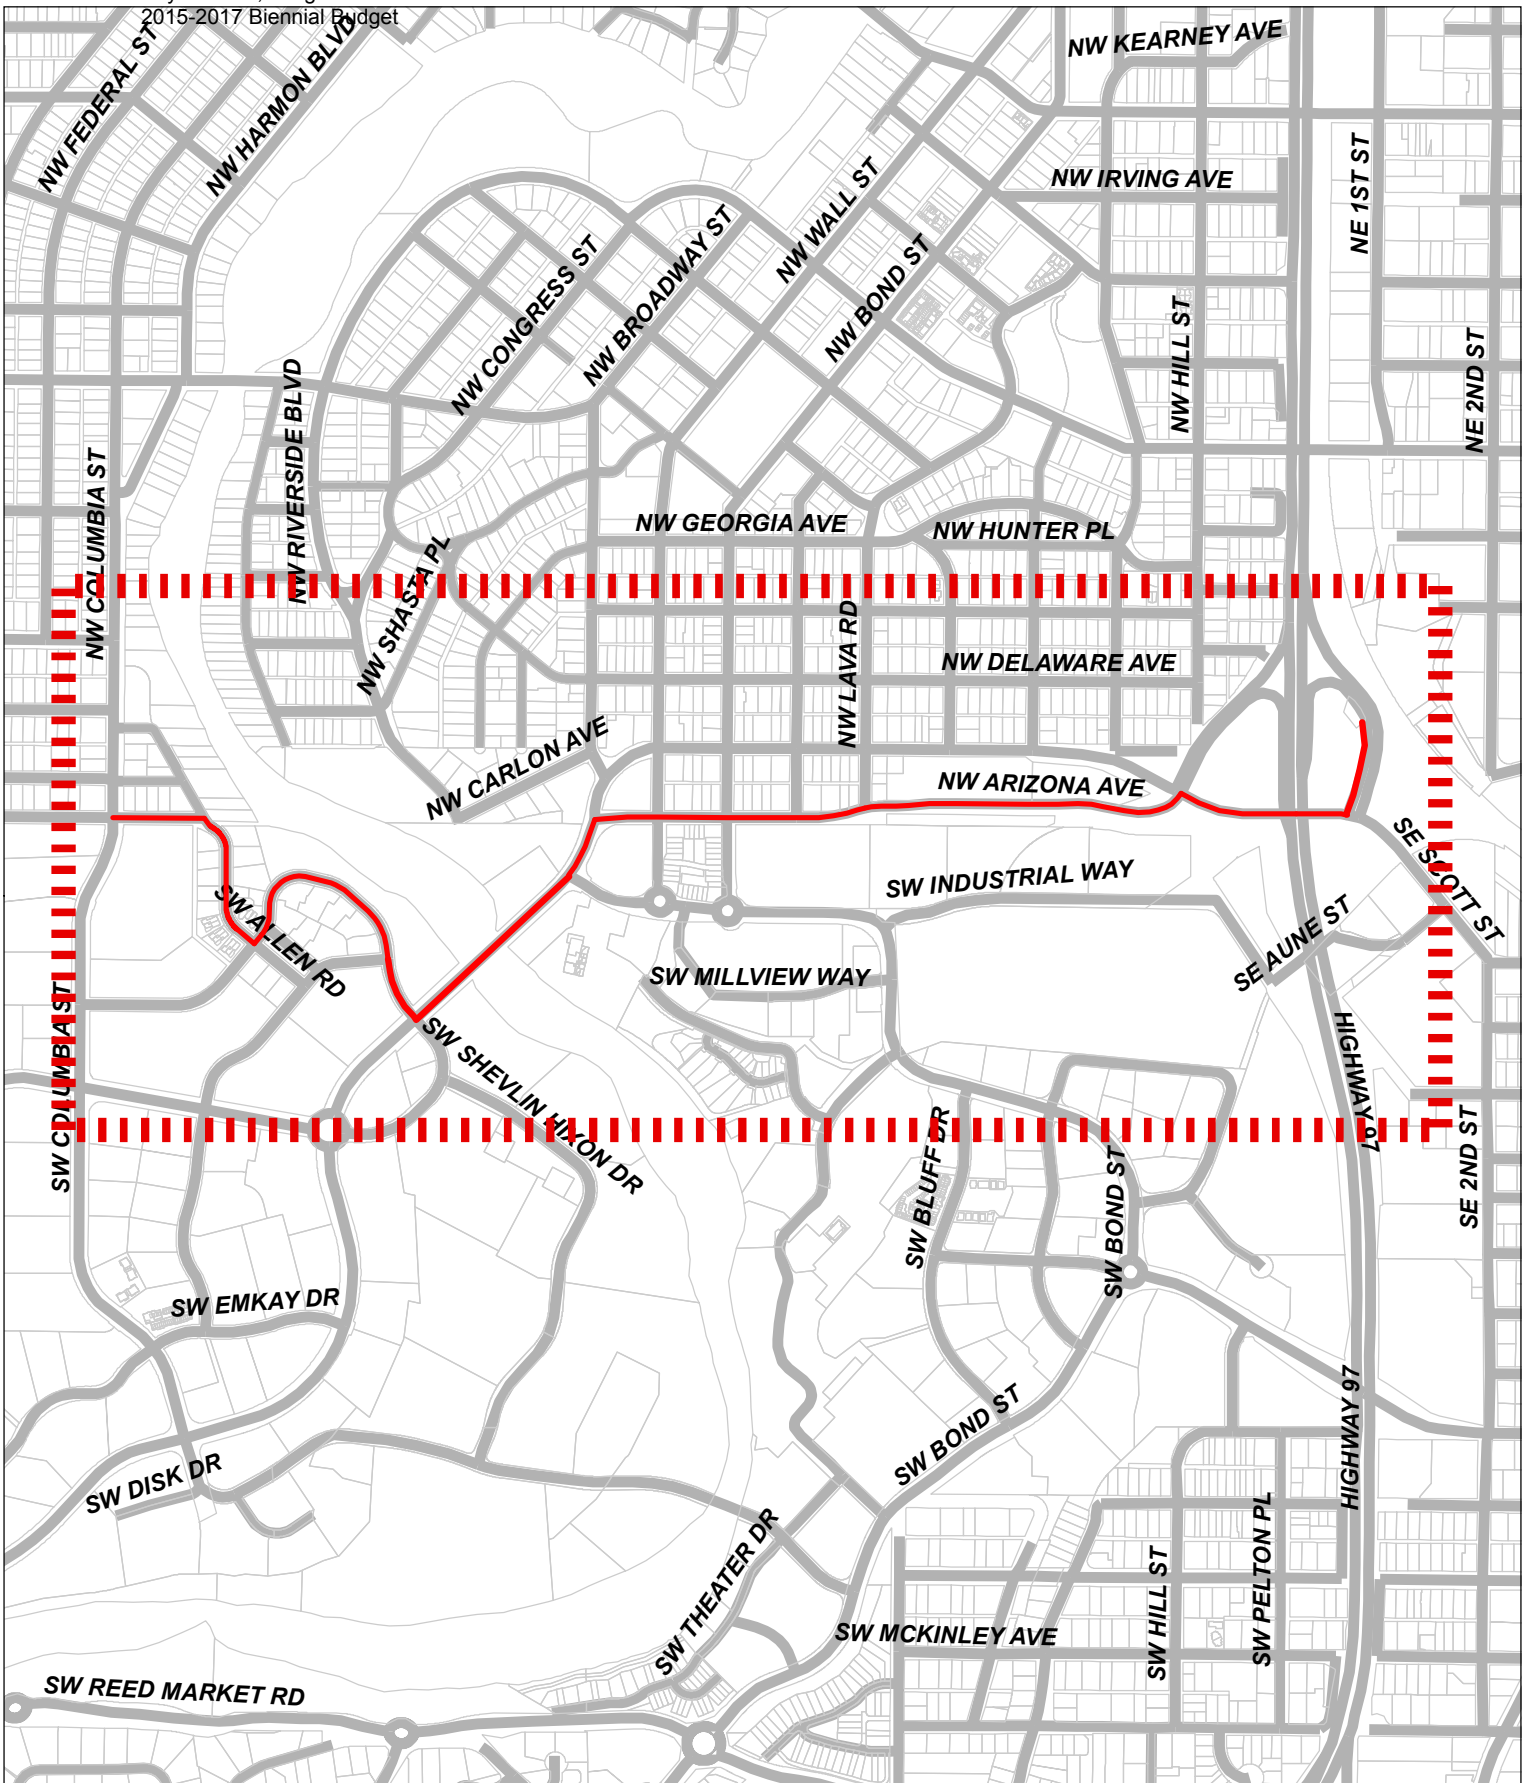 2015-2017 Biennial Budget
NW KEARNEY AVE
NW FEDERAL ST
NW HARMON BLVD
NW IRVING AVE
NE 1ST ST
NW WALL ST
NW CONGRESS ST
NW BROADWAY ST
NW BOND ST
NW HILL ST
NE 2ND ST
NW RIVERSIDE BLVD
NW COLUMBIA ST
NW GEORGIA AVE
NW HUNTER PL
NW SHASTA PL
NW LAVA RD
NW DELAWARE AVE
NW CARLON AVE
NW ARIZONA AVE
SE SCOTT ST
SW INDUSTRIAL WAY
SW ALLEN RD
SE AUNE ST
SW MILLVIEW WAY
SW COLUMBIA ST
SW SHEVLIN HIXON DR
HIGHWAY 97
SW BLUFF DR
SW BOND ST
SE 2ND ST
SW EMKAY DR
SW BOND ST
HIGHWAY 97
SW DISK DR
SW THEATER DR
SW HILL ST
SW PELTON PL
SW MCKINLEY AVE
SW REED MARKET RD